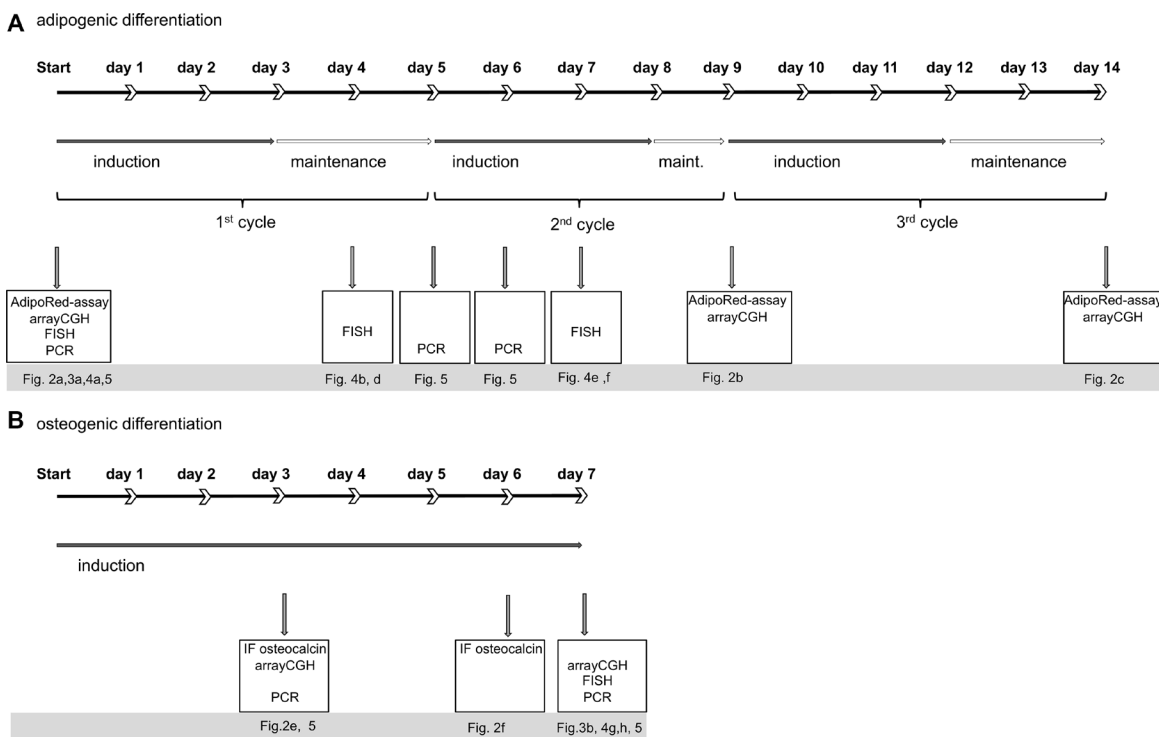 A adipogenic differentiation
Start day 1 day 2 day 3 day 4 day 5 day 6 day 7 day 8 day 9 day 10 day 11 day 12 day 13 day 14
induction maintenance induction maint. induction maintenance
1st cycle 2nd cycle 3rd cycle
AdipoRed-assay
arrayCGH
FISH
PCR
FISH
PCR
PCR
FISH
AdipoRed-assay
arrayCGH
AdipoRed-assay
arrayCGH
Fig. 2a,3a,4a,5 Fig. 4b, d Fig. 5 Fig. 5 Fig. 4e ,f Fig. 2b Fig. 2c
B osteogenic differentiation
Start day 1 day 2 day 3 day 4 day 5 day 6 day 7
induction
IF osteocalcin
arrayCGH
PCR
IF osteocalcin
arrayCGH
FISH
PCR
Fig.2e, 5 Fig. 2f Fig.3b, 4g,h, 5